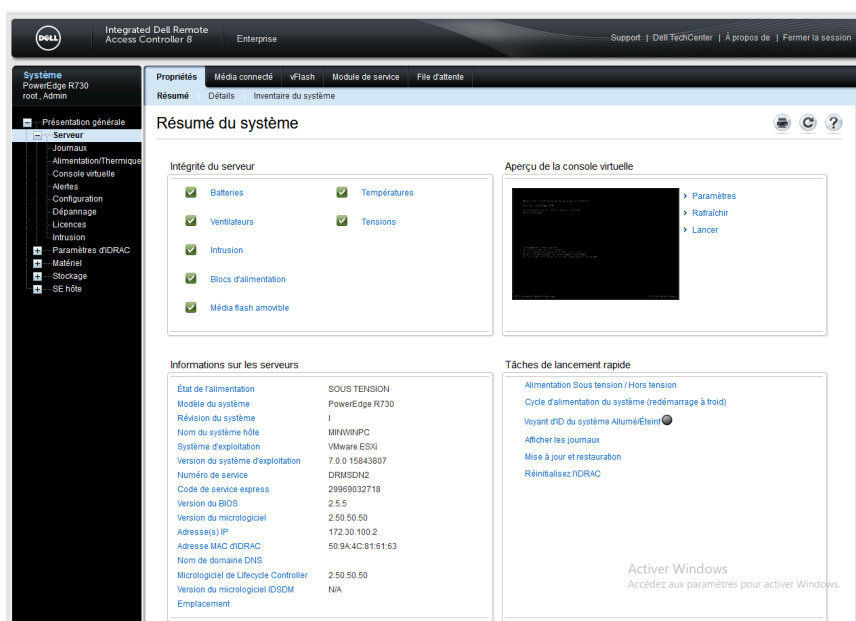 DELL
Integrated Dell Remote
Access Controller 8
Enterprise
Support | Dell TechCenter | À propos de | Fermer la session
Système
PowerEdge R730
root , Admin
Propriétés
Média connecté
vFlash
Module de service
File d'attente
Résumé
Détails
Inventaire du système
Présentation générale
Serveur
Journaux
Alimentation/Thermique
Console virtuelle
Alertes
Configuration
Dépannage
Licences
Intrusion
Paramètres d'iDRAC
Matériel
Stockage
SE hôte
Résumé du système
Intégrité du serveur
Batteries
Températures
Ventilateurs
Tensions
Intrusion
Blocs d'alimentation
Média flash amovible
Aperçu de la console virtuelle
Paramètres
Rafraîchir
Lancer
Informations sur les serveurs
État de l'alimentation SOUS TENSION
Modèle du système PowerEdge R730
Révision du système I
Nom du système hôte MINWINPC
Système d'exploitation VMware ESXi
Version du système d'exploitation 7.0.0 15843807
Numéro de service DRMSDN2
Code de service express 29969032718
Version du BIOS 2.5.5
Version du micrologiciel 2.50.50.50
Adresse(s) IP 172.30.100.2
Adresse MAC d'iDRAC 50:9A:4C:81:61:63
Nom de domaine DNS
Micrologiciel de Lifecycle Controller 2.50.50.50
Version du micrologiciel IDSDM N/A
Emplacement
Tâches de lancement rapide
Alimentation Sous tension / Hors tension
Cycle d'alimentation du système (redémarrage à froid)
Voyant d'ID du système Allumé/Éteint
Afficher les journaux
Mise à jour et restauration
Réinitialisez l'iDRAC
Activer Windows
Accédez aux paramètres pour activer Windows.